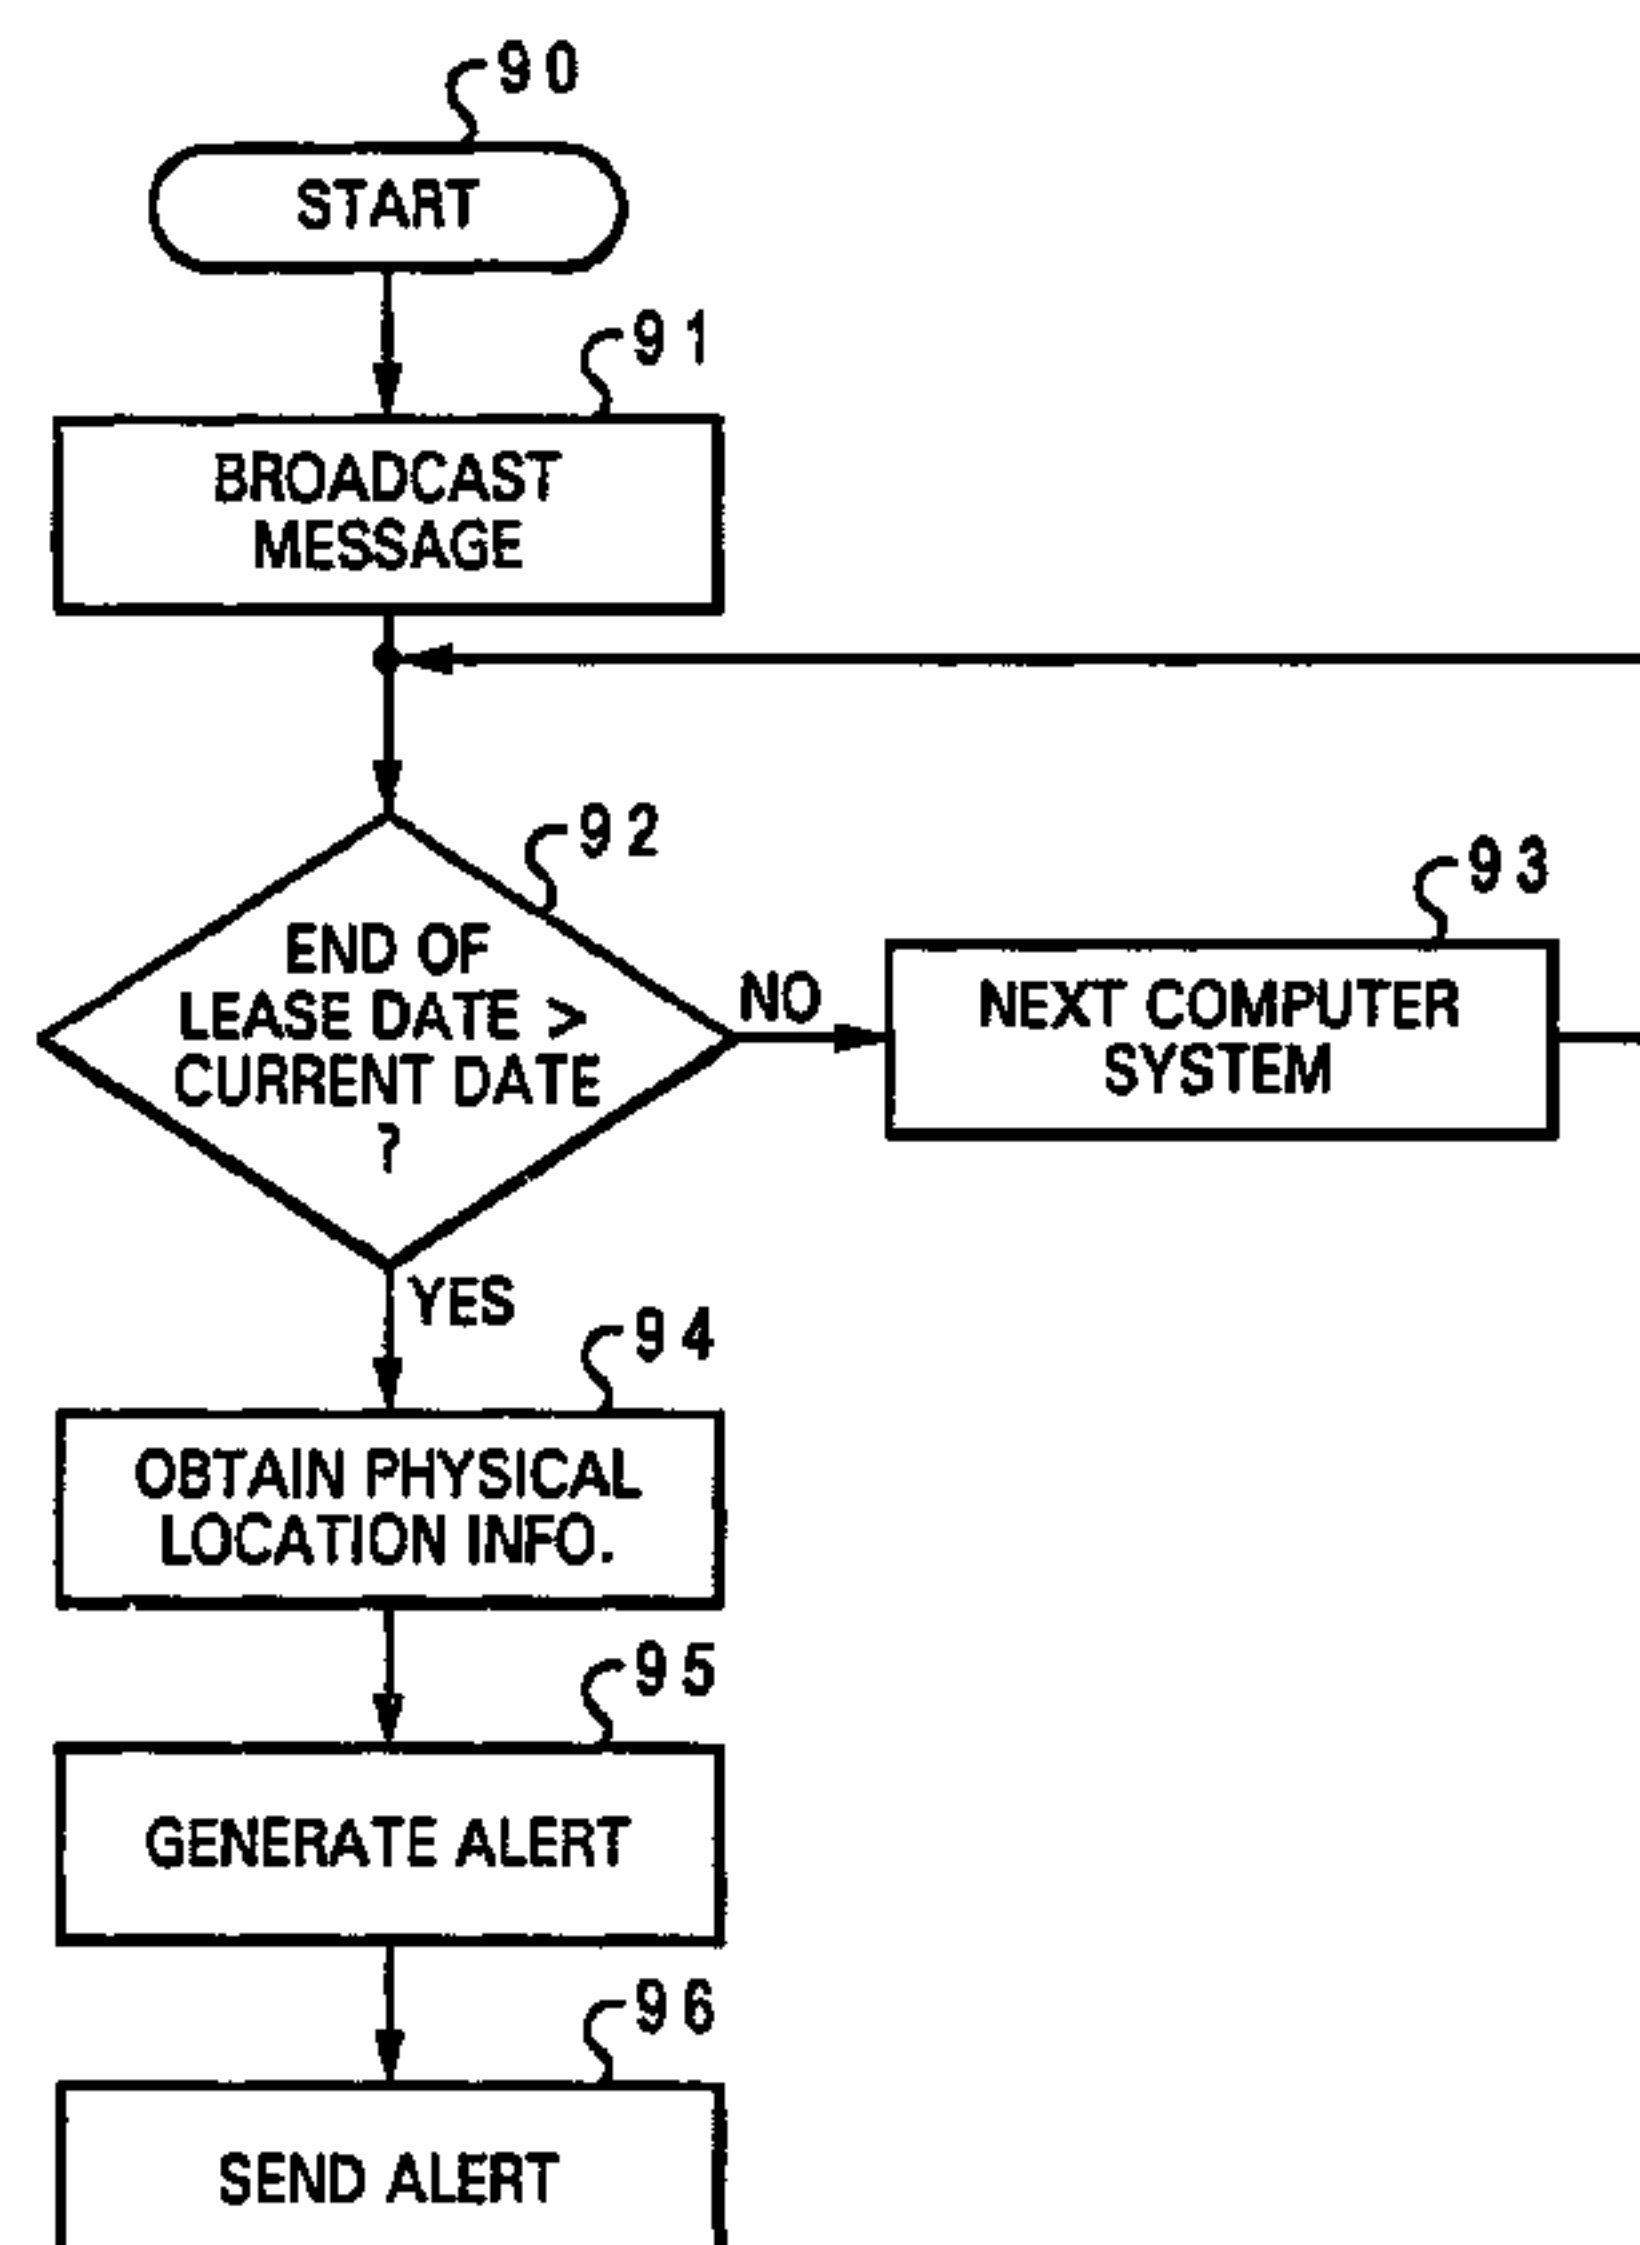 90
START
91
BROADCAST
MESSAGE
92
END OF
LEASE DATE >
CURRENT DATE
?
NO
93
NEXT COMPUTER
SYSTEM
YES
94
OBTAIN PHYSICAL
LOCATION INFO.
95
GENERATE ALERT
96
SEND ALERT